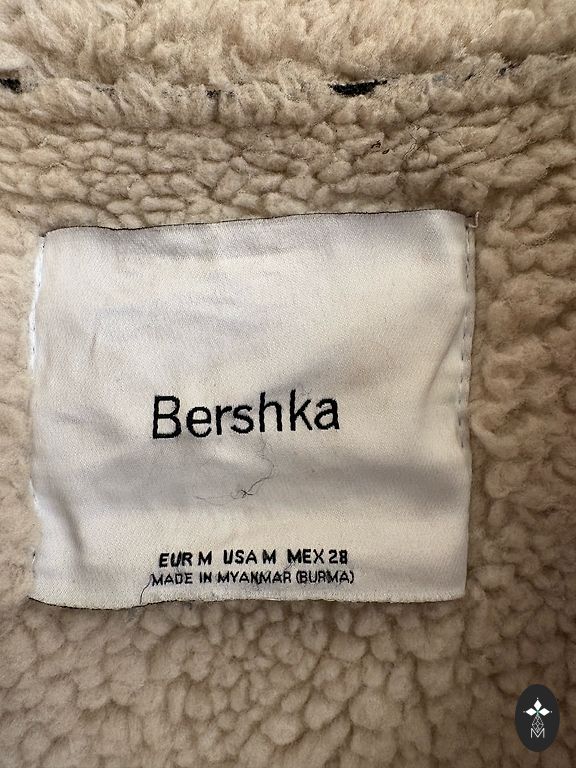 Bershka
EUR M USA M MEX 28
MADE IN MYANMAR (BURMA)